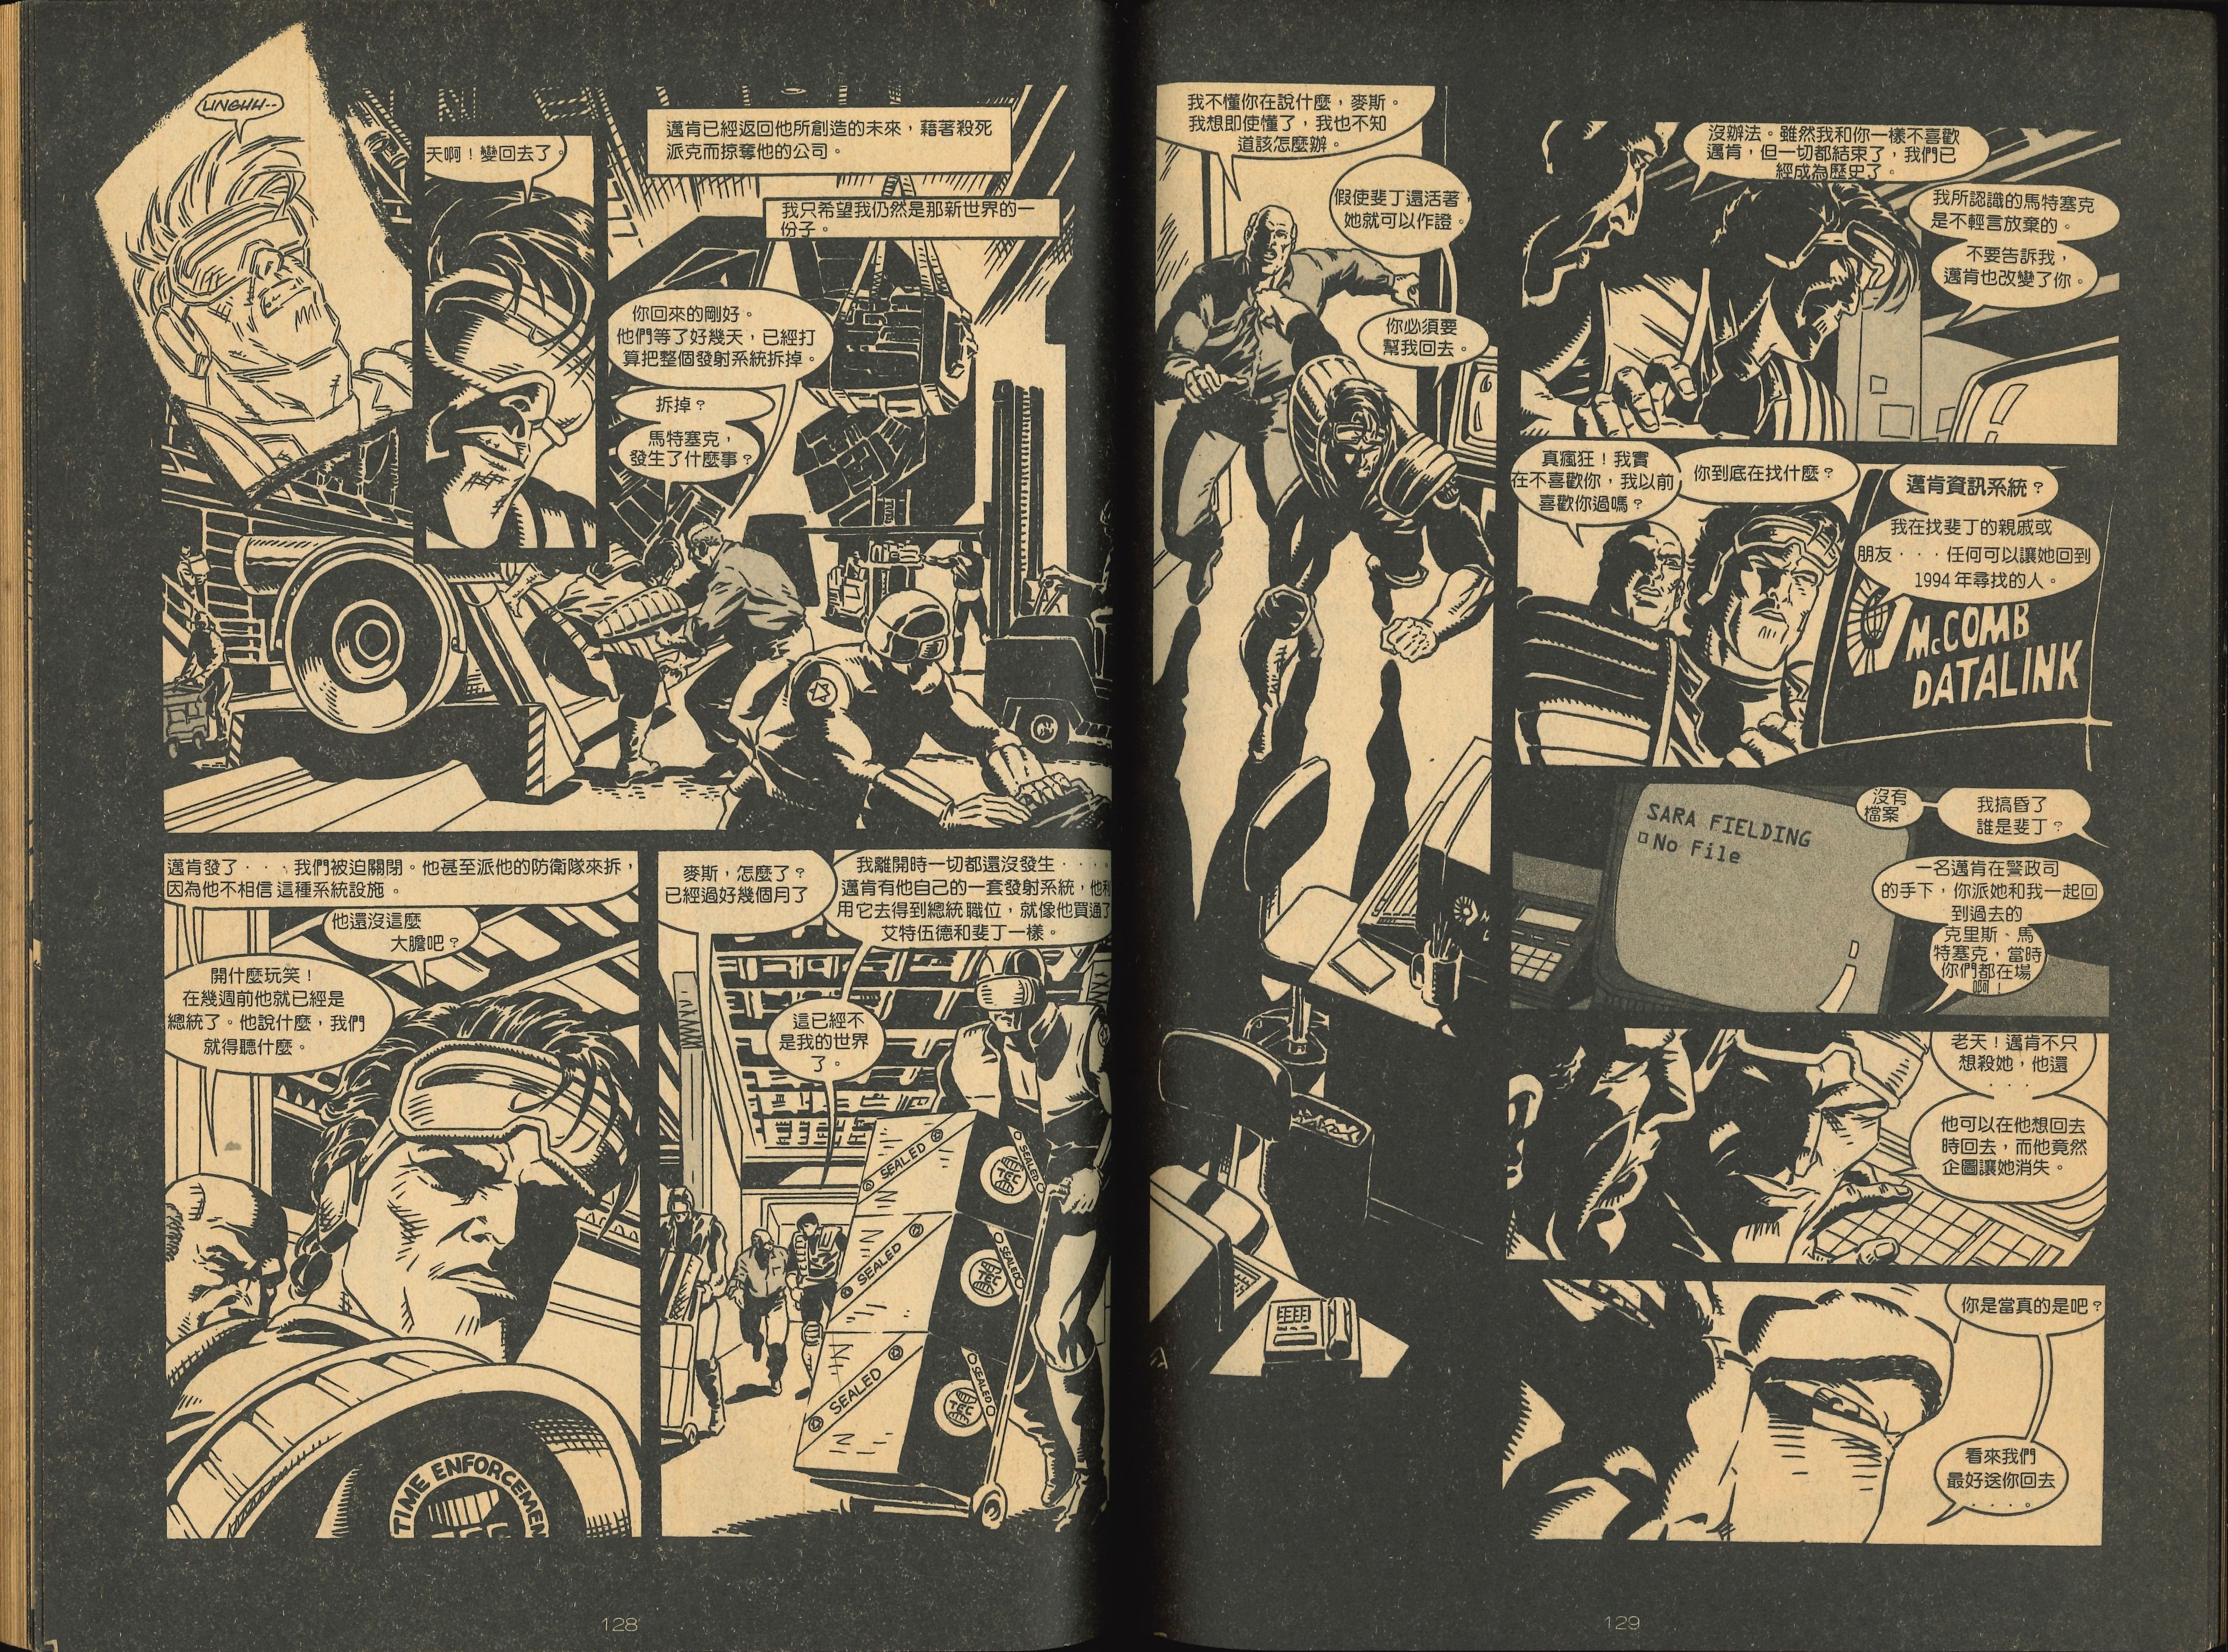 UNGHH--
天啊！變回去了。
邁肯已經返回他所創造的未來，藉著殺死
派克而掠奪他的公司。
我只希望我仍然是那新世界的一
份子。
你回來的剛好。
他們等了好幾天，已經打
算把整個發射系統拆掉。
拆掉？
馬特塞克，
發生了什麼事？
邁肯發了．．．我們被迫關閉。他甚至派他的防衛隊來拆，
因為他不相信這種系統設施。
他還沒這麼
大膽吧？
開什麼玩笑！
在幾週前他就已經是
總統了。他說什麼，我們
就得聽什麼。
TIME ENFORCEMEN
麥斯，怎麼了？
已經過好幾個月了
我離開時一切都還沒發生．．．．
邁肯有他自己的一套發射系統，他利
用它去得到總統職位，就像他買通了
艾特伍德和斐丁一樣。
這已經不
是我的世界
了。
SEALED
SEALED
TEC
SEALED
SEALED
TEC
SEALED
SEALED
TEC
128
我不懂你在說什麼，麥斯。
我想即使懂了，我也不知
道該怎麼辦。
假使斐丁還活著
她就可以作證。
你必須要
幫我回去。
沒辦法。雖然我和你一樣不喜歡
邁肯，但一切都結束了，我們已
經成為歷史了。
我所認識的馬特塞克
是不輕言放棄的。
不要告訴我，
邁肯也改變了你。
真瘋狂！我實
在不喜歡你，我以前
喜歡你過嗎？
你到底在找什麼？
邁肯資訊系統？
我在找斐丁的親戚或
朋友．．．任何可以讓她回到
1994年尋找的人。
McCOMB
DATALINK
SARA FIELDING
□No File
沒有
檔案
我搞昏了
誰是斐丁？
一名邁肯在警政司
的手下，你派她和我一起回
到過去的
克里斯、馬
特塞克，當時
你們都在場
啊！
老天！邁肯不只
想殺她，他還
．．．
他可以在他想回去
時回去，而他竟然
企圖讓她消失。
你是當真的是吧？
看來我們
最好送你回去
．．．．。
129